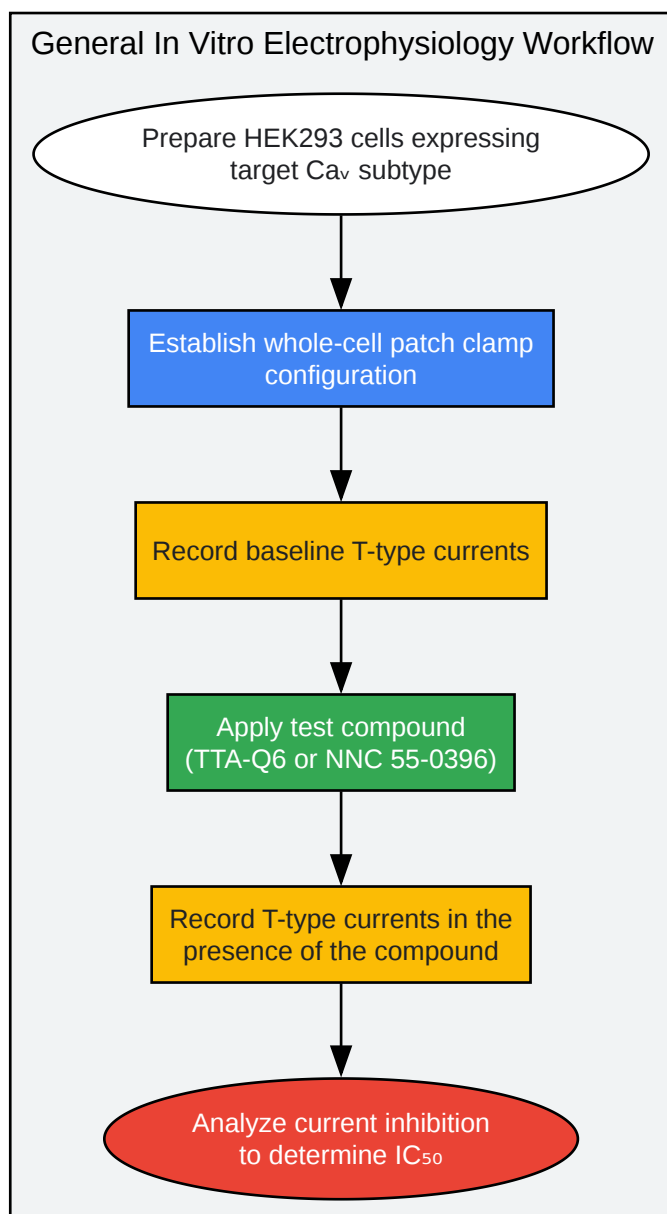 General In Vitro Electrophysiology Workflow
Prepare HEK293 cells expressing
target Caᵥ subtype
Establish whole-cell patch clamp
configuration
Record baseline T-type currents
Apply test compound
(TTA-Q6 or NNC 55-0396)
Record T-type currents in the
presence of the compound
Analyze current inhibition
to determine IC₅₀